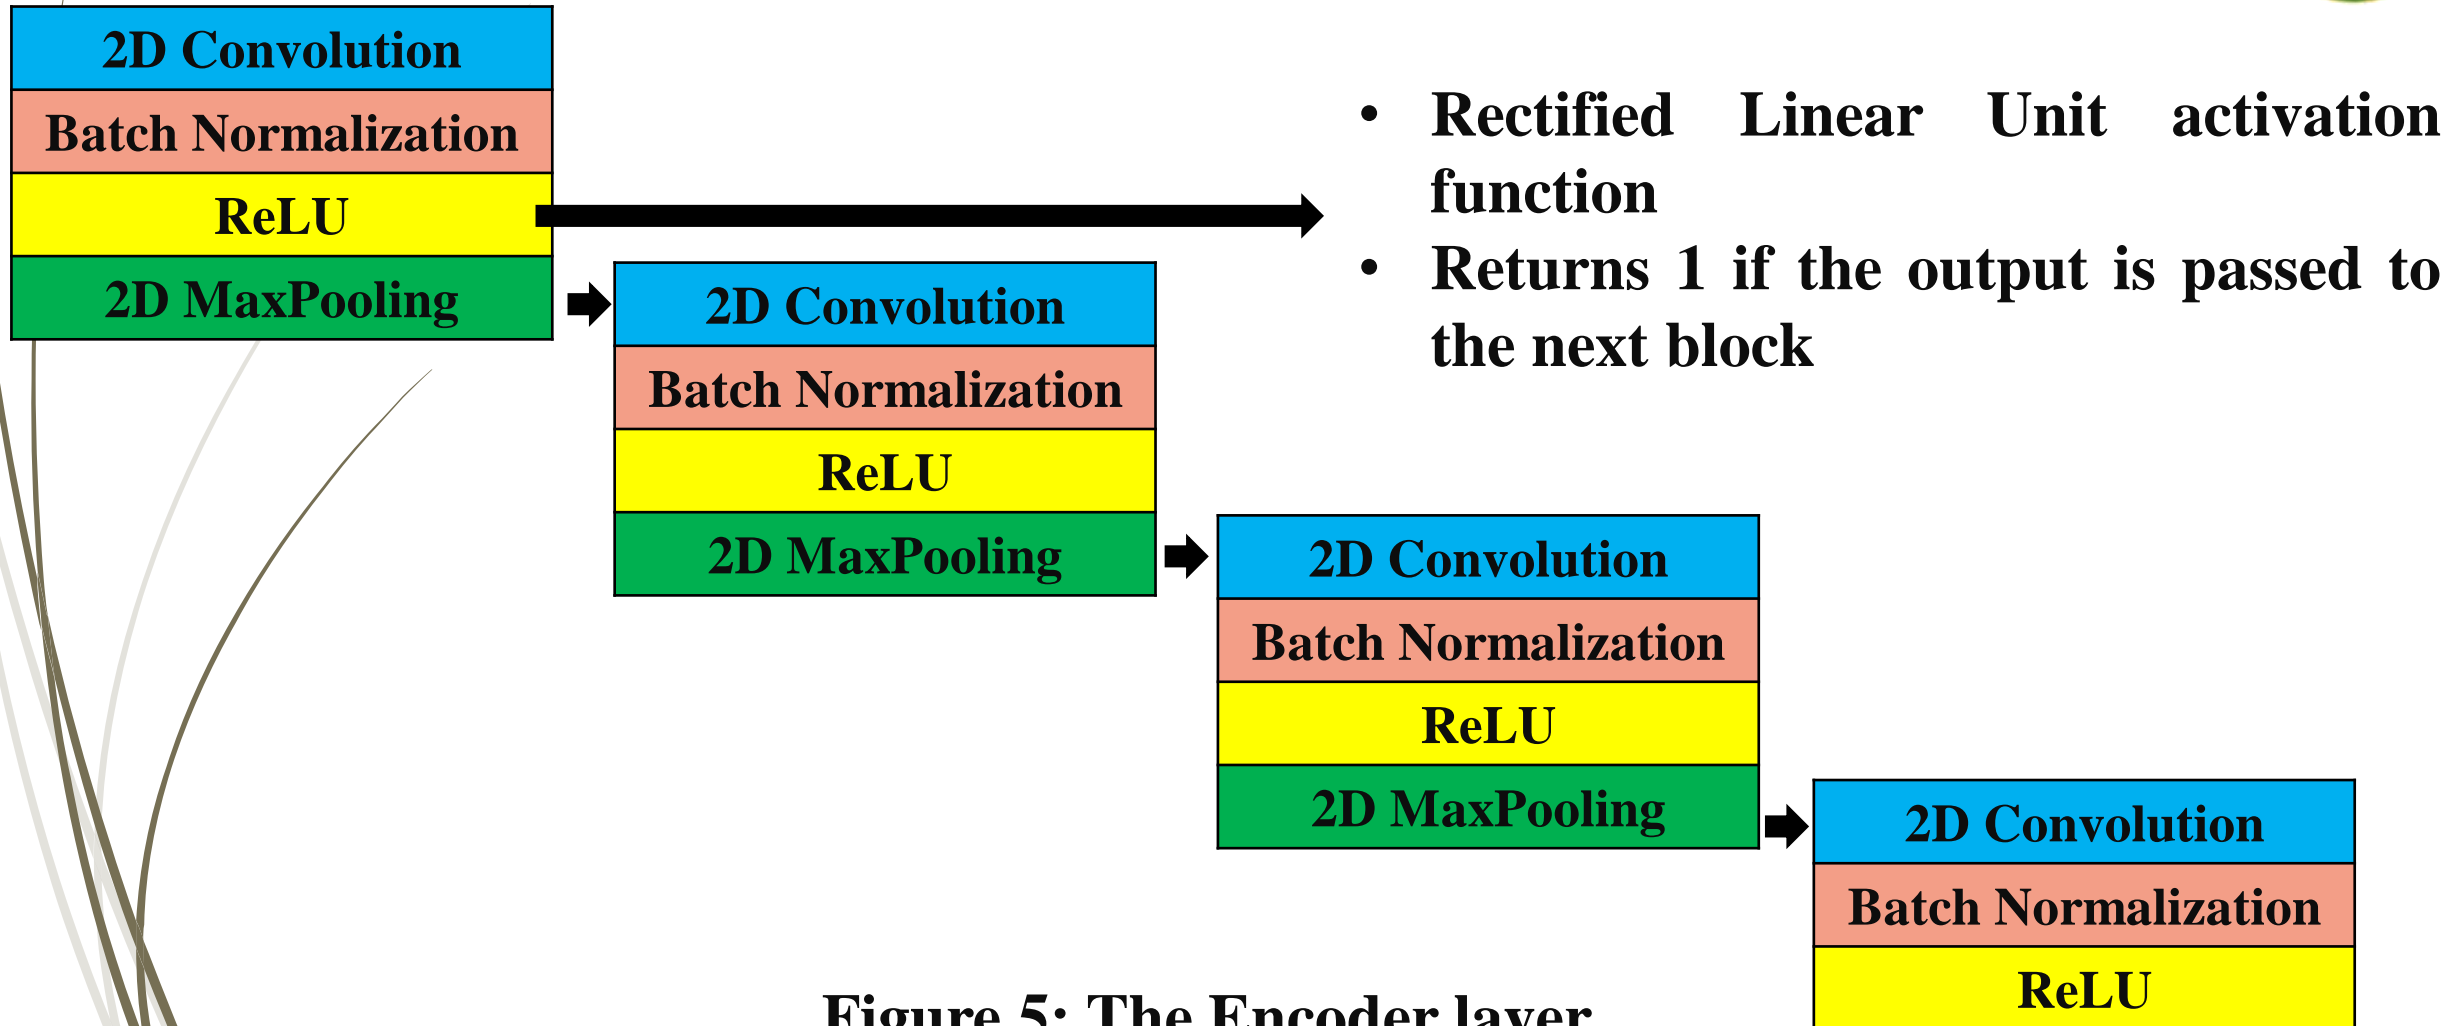 2D Convolution
Batch Normalization
ReLU
2D MaxPooling
• Rectified Linear Unit activation
function
• Returns 1 if the output is passed to
the next block
2D Convolution
Batch Normalization
ReLU
2D MaxPooling
2D Convolution
Batch Normalization
ReLU
2D MaxPooling
2D Convolution
Batch Normalization
ReLU
Figure 5: The Encoder layer